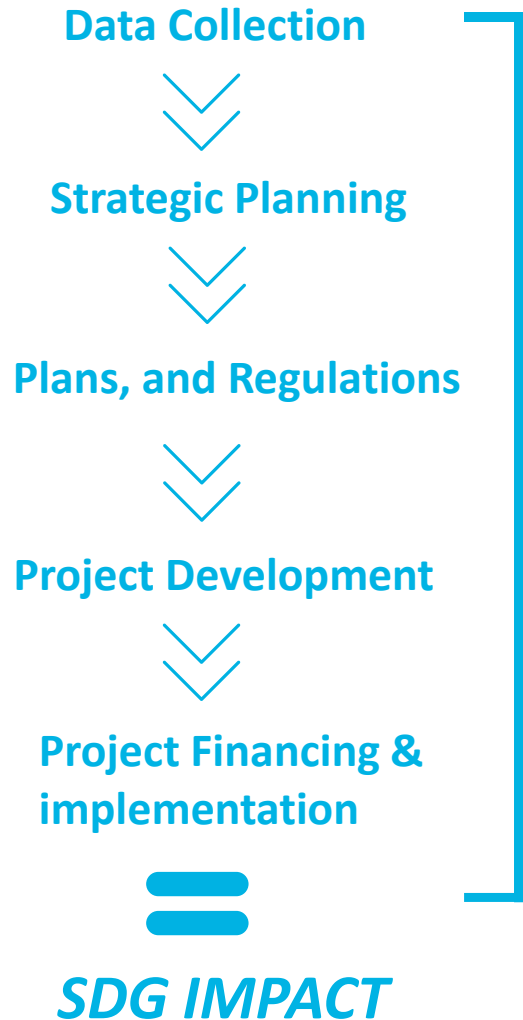 Data Collection
Strategic Planning
Plans, and Regulations
Project Development
Project Financing &
implementation
SDG IMPACT